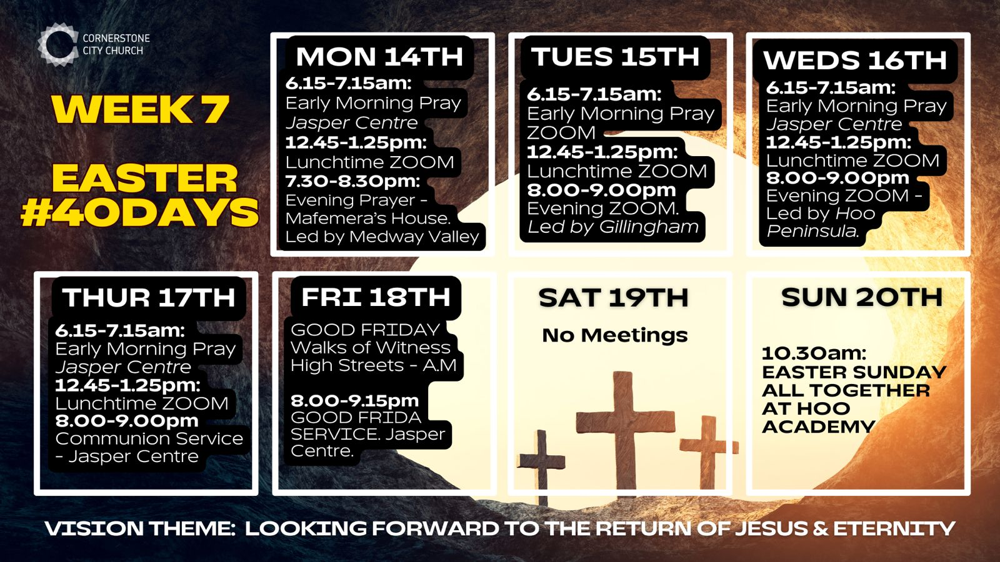 CORNERSTONE
CITY CHURCH
WEEK 7
EASTER
#40DAYS
MON 14TH
6.15-7.15am:
Early Morning Pray
Jasper Centre
12.45-1.25pm:
Lunchtime ZOOM
7.30-8.30pm:
Evening Prayer -
Mafemera's House.
Led by Medway Valley
TUES 15TH
6.15-7.15am:
Early Morning Pray
ZOOM
12.45-1.25pm:
Lunchtime ZOOM
8.00-9.00pm
Evening ZOOM.
Led by Gillingham
WEDS 16TH
6.15-7.15am:
Early Morning Pray
Jasper Centre
12.45-1.25pm:
Lunchtime ZOOM
8.00-9.00pm
Evening ZOOM -
Led by Hoo
Peninsula.
THUR 17TH
6.15-7.15am:
Early Morning Pray
Jasper Centre
12.45-1.25pm:
Lunchtime ZOOM
8.00-9.00pm
Communion Service
- Jasper Centre
FRI 18TH
GOOD FRIDAY
Walks of Witness
High Streets - A.M
8.00-9.15pm
GOOD FRIDA
SERVICE. Jasper
Centre.
SAT 19TH
No Meetings
SUN 20TH
10.30am:
EASTER SUNDAY
ALL TOGETHER
AT HOO
ACADEMY
VISION THEME: LOOKING FORWARD TO THE RETURN OF JESUS & ETERNITY